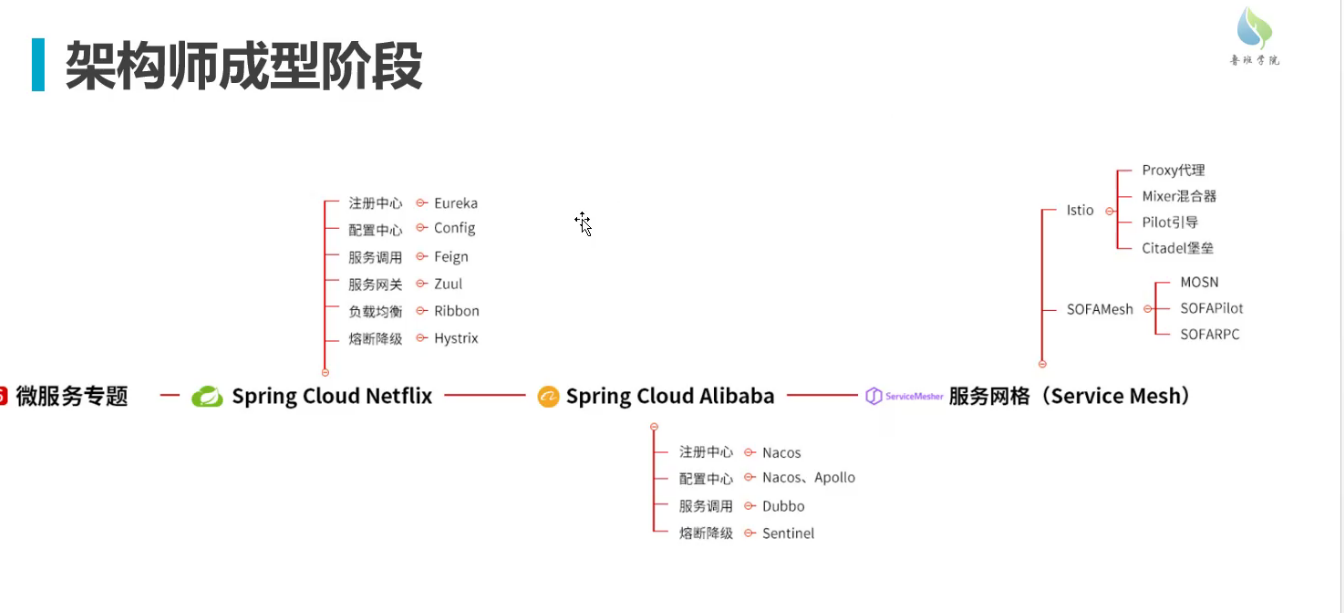 架构师成型阶段
鲁班学院
注册中心 Eureka
配置中心 Config
服务调用 Feign
服务网关 Zuul
负载均衡 Ribbon
熔断降级 Hystrix
Istio
Proxy代理
Mixer混合器
Pilot引导
Citadel堡垒
SOFAMesh
MOSN
SOFAPilot
SOFARPC
微服务专题 Spring Cloud Netflix Spring Cloud Alibaba ServiceMesher 服务网格（Service Mesh）
注册中心 Nacos
配置中心 Nacos、Apollo
服务调用 Dubbo
熔断降级 Sentinel